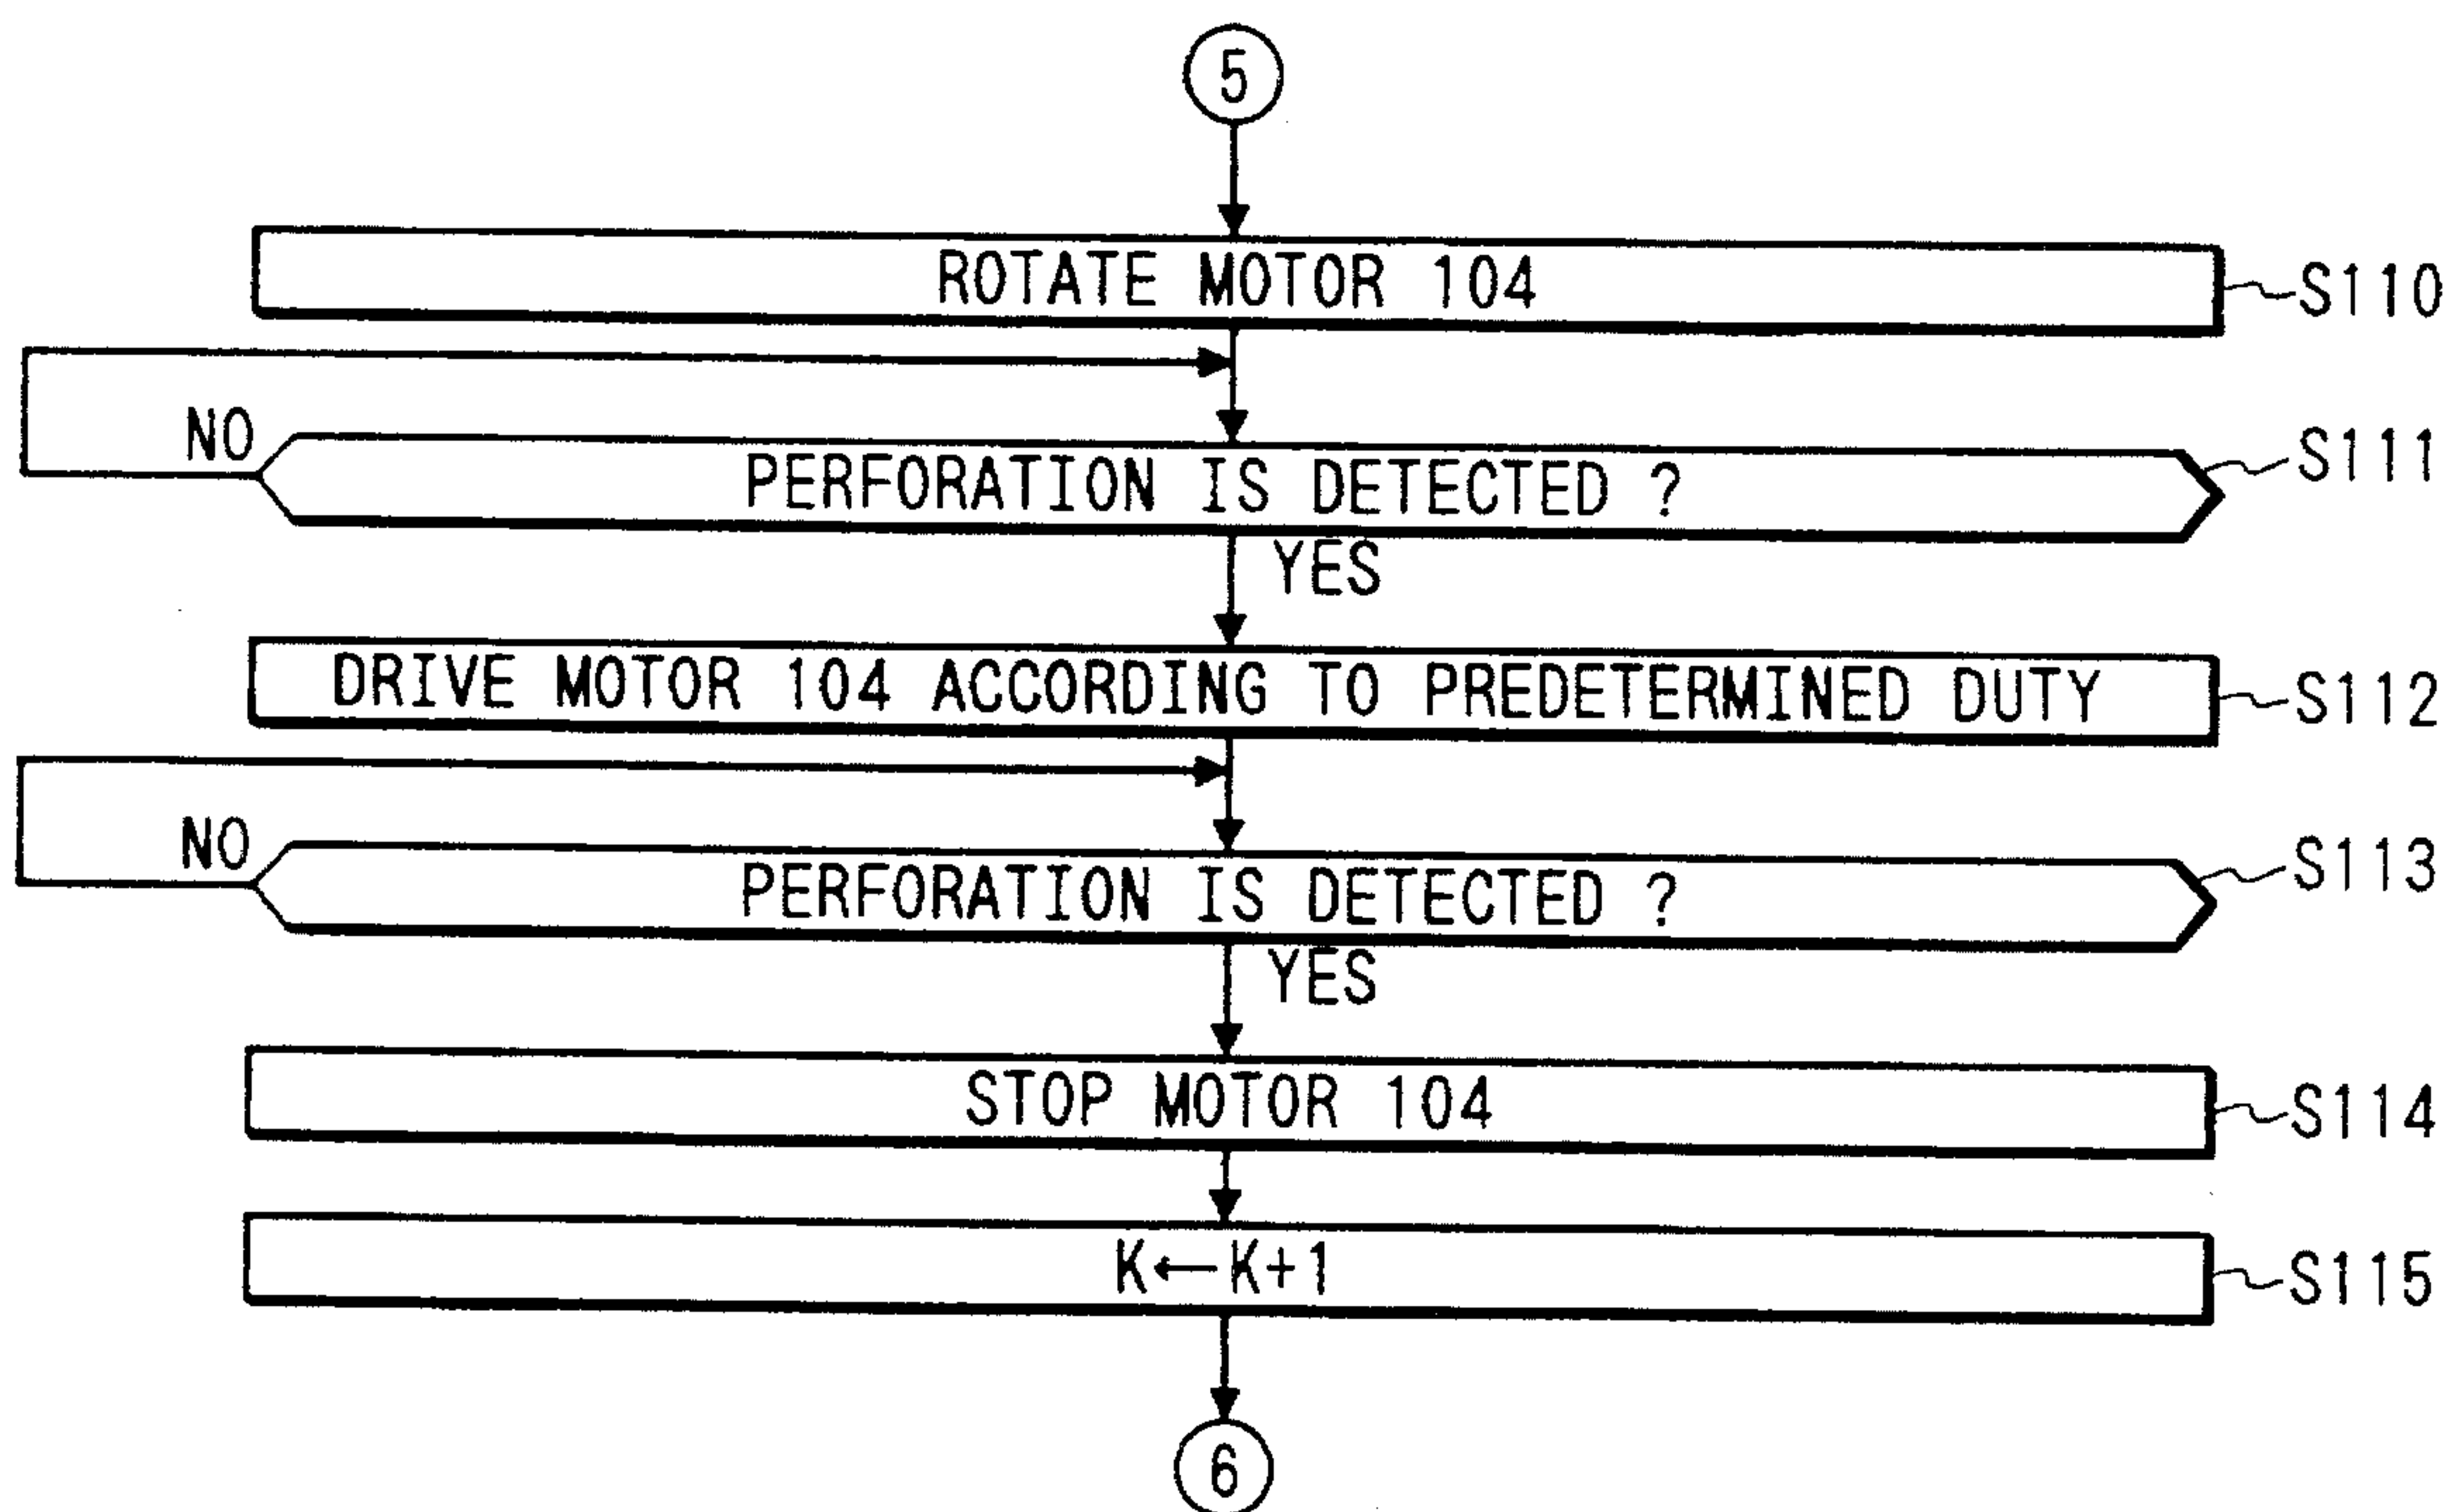 5
ROTATE MOTOR 104
S110
NO
PERFORATION IS DETECTED ?
S111
YES
DRIVE MOTOR 104 ACCORDING TO PREDETERMINED DUTY
S112
NO
PERFORATION IS DETECTED ?
S113
YES
STOP MOTOR 104
S114
K←K+1
S115
6